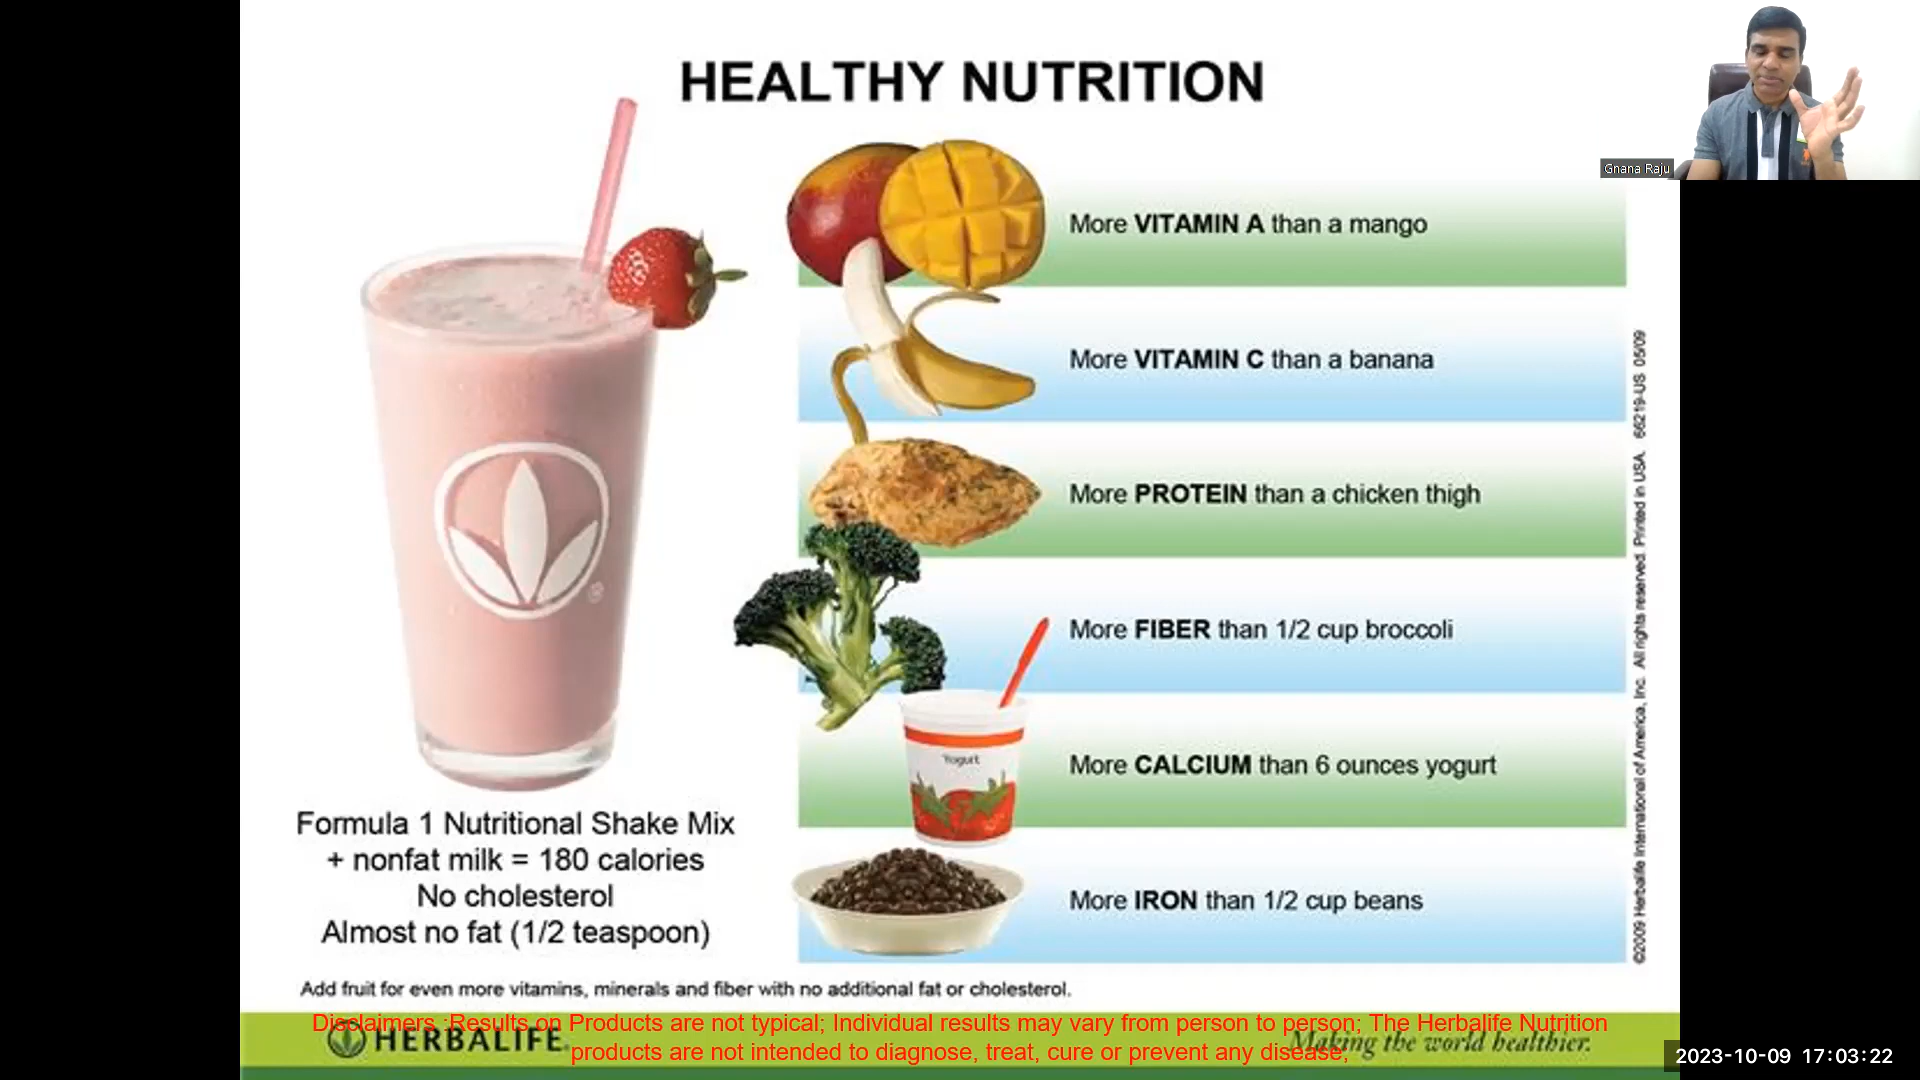 HEALTHY NUTRITION
Gnana Raju
More VITAMIN A than a mango
More VITAMIN C than a banana
More PROTEIN than a chicken thigh
More FIBER than 1/2 cup broccoli
Yogurt
More CALCIUM than 6 ounces yogurt
More IRON than 1/2 cup beans
Formula 1 Nutritional Shake Mix
+ nonfat milk = 180 calories
No cholesterol
Almost no fat (1/2 teaspoon)
Add fruit for even more vitamins, minerals and fiber with no additional fat or cholesterol.
©2009 Herbalife International of America, Inc. All rights reserved. Printed in USA. 66219-US 05/09
Disclaimers :Results on Products are not typical; Individual results may vary from person to person; The Herbalife Nutrition
products are not intended to diagnose, treat, cure or prevent any disease;
HERBALIFE.
Making the world healthier.
2023-10-09 17:03:22